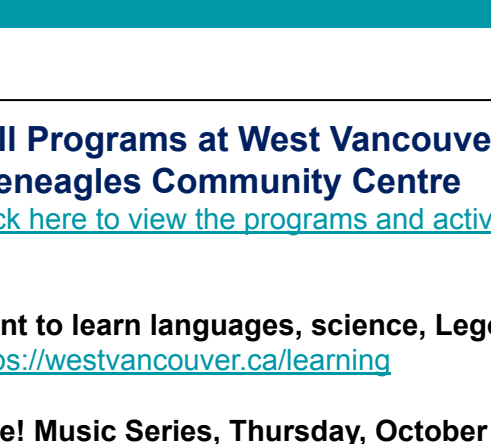 ll Programs at West Vancouve
eneagles Community Centre
ck here to view the programs and activ
nt to learn languages, science, Leg
ps://westvancouver.ca/learning
e! Music Series, Thursday, October